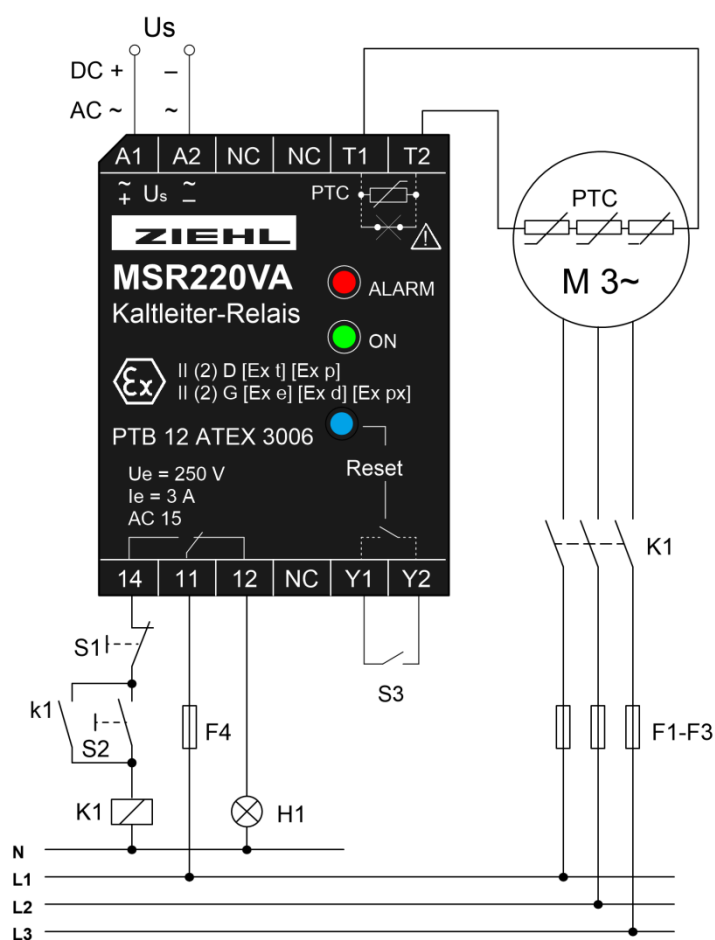 Us
DC + –
AC ~ ~
A1 A2 NC NC T1 T2
~ + Us ~ – PTC
ZIEHL
MSR220VA
ALARM
Kaltleiter-Relais
ON
Ex II (2) D [Ex t] [Ex p]
II (2) G [Ex e] [Ex d] [Ex px]
PTB 12 ATEX 3006
Reset
Ue = 250 V
Ie = 3 A
AC 15
14 11 12 NC Y1 Y2
PTC
M 3~
K1
S1
S3
k1
S2
F4
F1-F3
K1
H1
N
L1
L2
L3